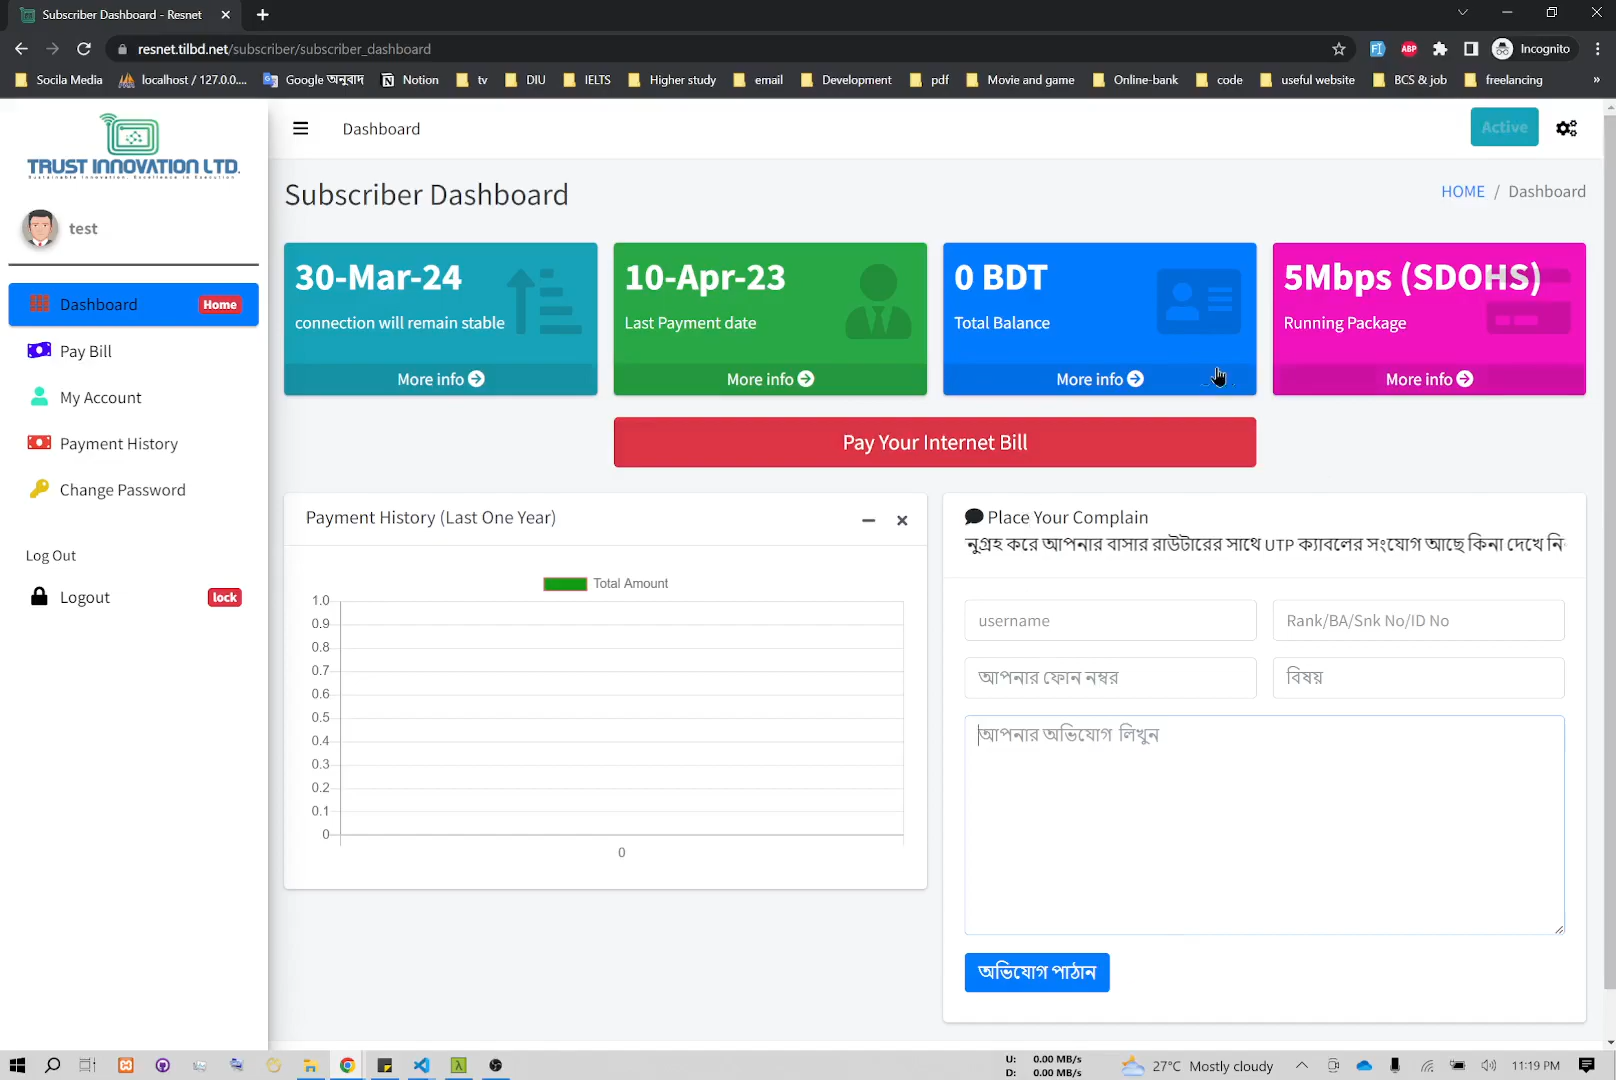 Subscriber Dashboard - Resnet
resnet.tilbd.net/subscriber/subscriber_dashboard
Incognito
Socila Media
localhost / 127.0.0....
Google অনুবাদ
Notion
tv
DIU
IELTS
Higher study
email
Development
pdf
Movie and game
Online-bank
code
useful website
BCS & job
freelancing
TRUST INNOVATION LTD.
Sustainable Innovation, Excellence in Execution
test
Dashboard
Home
Pay Bill
My Account
Payment History
Change Password
Log Out
Logout
lock
Dashboard
Active
Subscriber Dashboard
HOME / Dashboard
30-Mar-24
connection will remain stable
More info
10-Apr-23
Last Payment date
More info
0 BDT
Total Balance
More info
5Mbps (SDOHS)
Running Package
More info
Pay Your Internet Bill
Payment History (Last One Year)
Total Amount
1.0
0.9
0.8
0.7
0.6
0.5
0.4
0.3
0.2
0.1
0
0
Place Your Complain
নুগ্রহ করে আপনার বাসার রাউটারের সাথে UTP ক্যাবলের সংযোগ আছে কিনা দেখে নি
username
Rank/BA/Snk No/ID No
আপনার ফোন নম্বর
বিষয়
আপনার অভিযোগ লিখুন
অভিযোগ পাঠান
U: 0.00 MB/s
D: 0.00 MB/s
27°C Mostly cloudy
11:19 PM